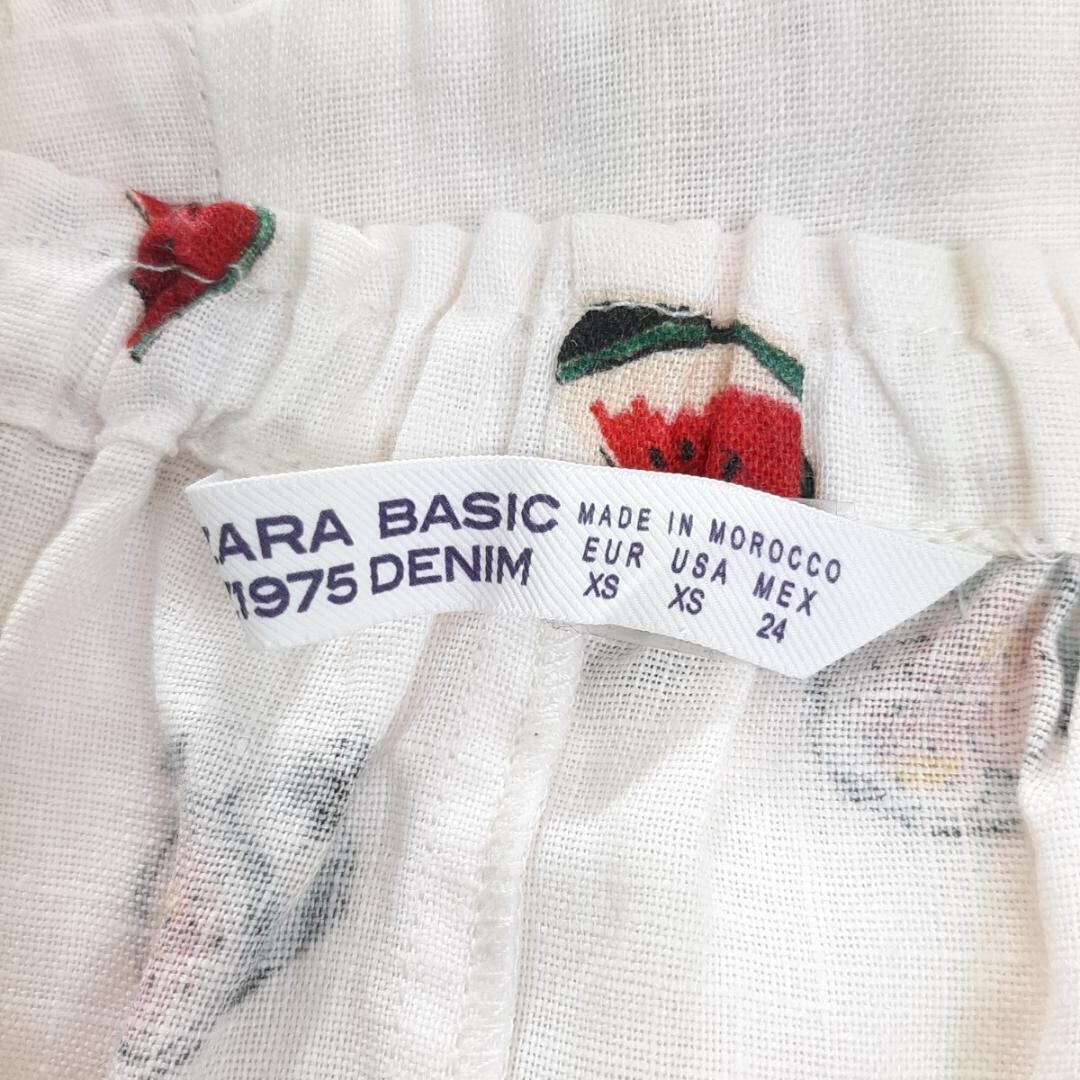 ZARA BASIC
Z1975 DENIM
MADE IN MOROCCO
EUR USA MEX
XS XS 24